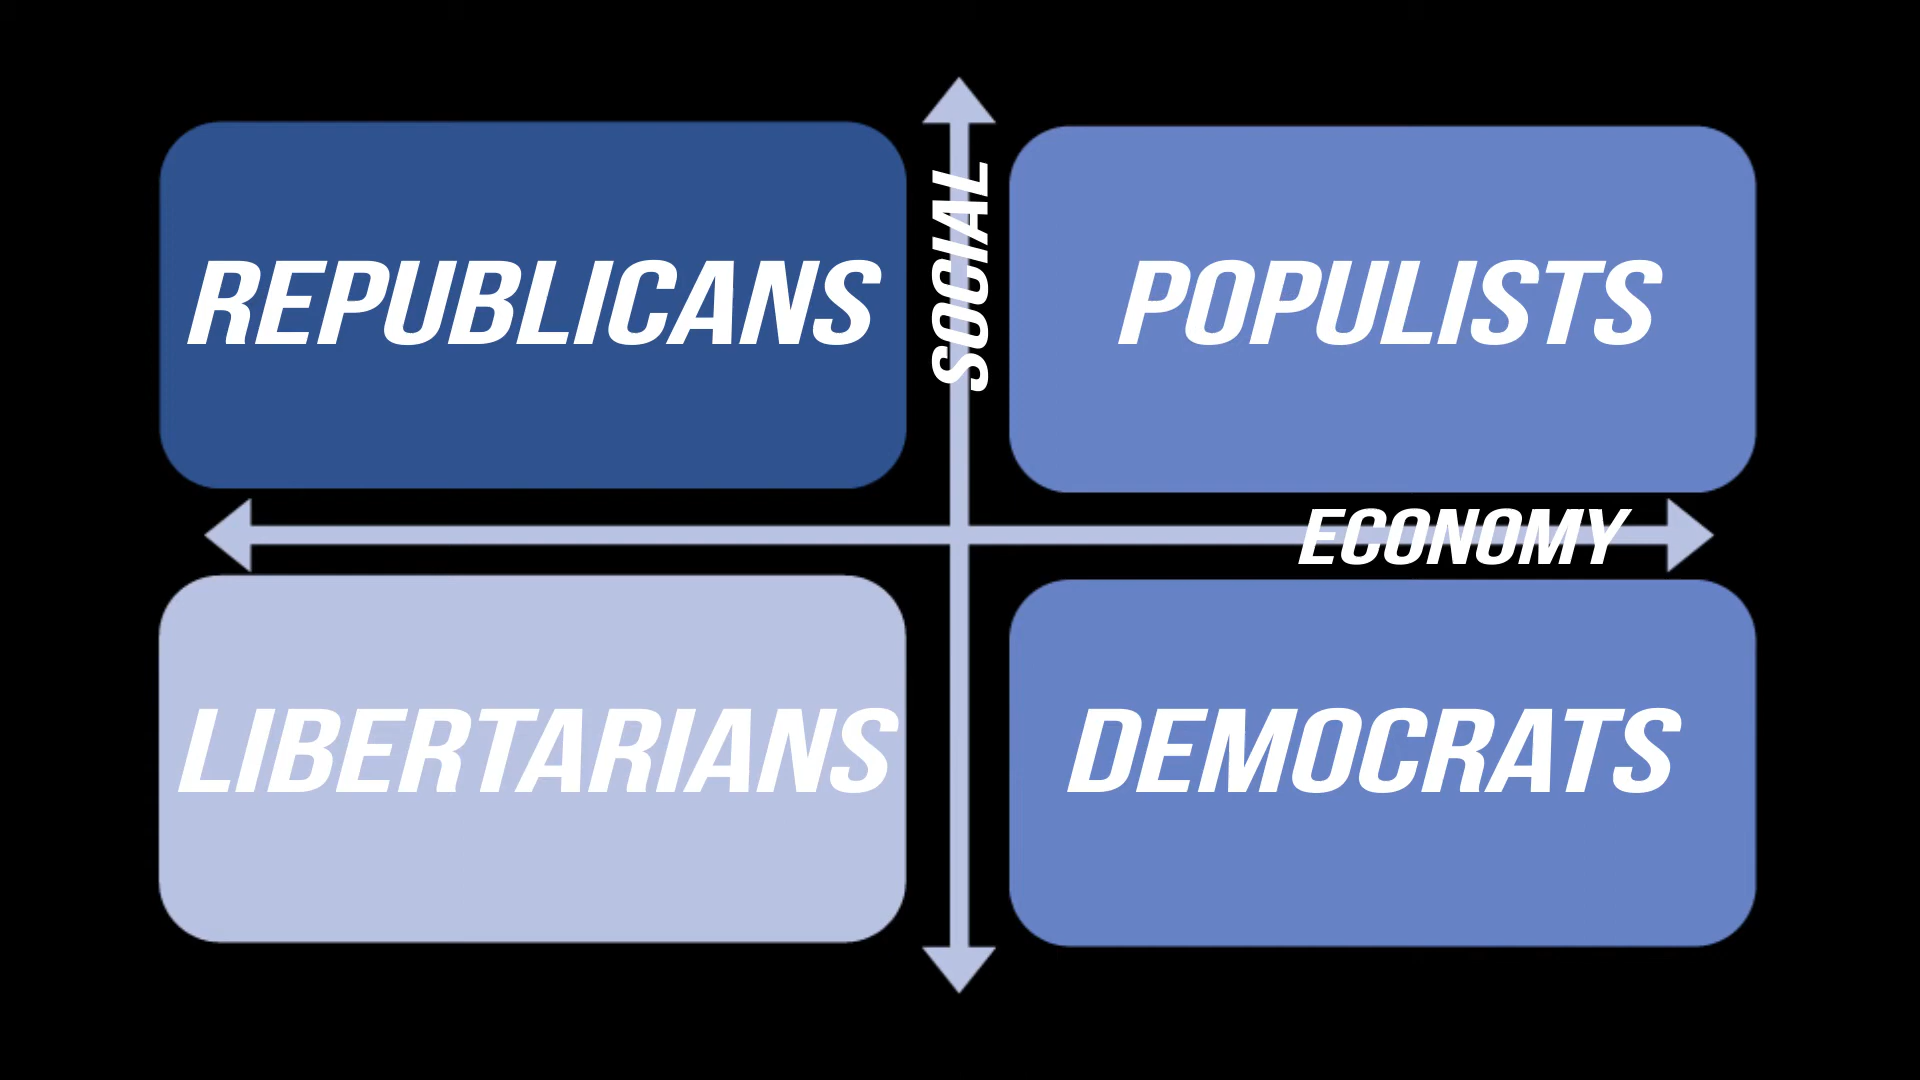 REPUBLICANS
SOCIAL
POPULISTS
ECONOMY
LIBERTARIANS
DEMOCRATS